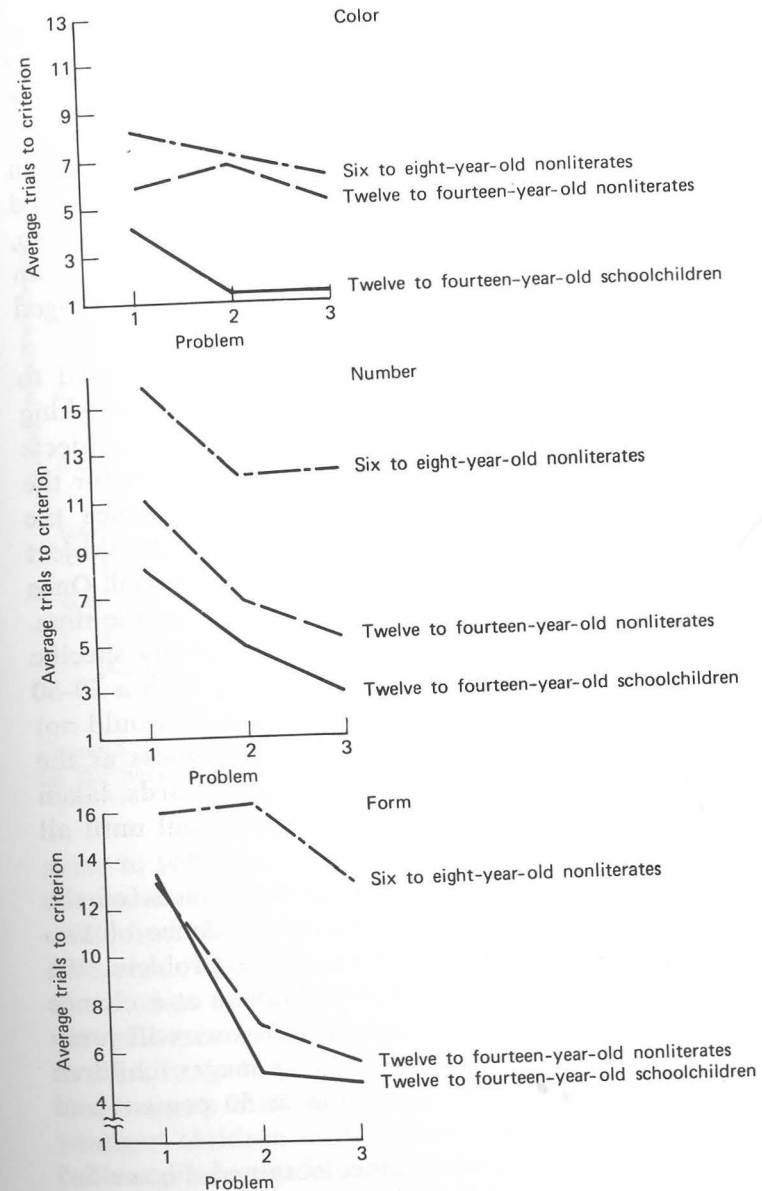 Color
13
11
9
7
5
3
1
Average trials to criterion
Six to eight-year-old nonliterates
Twelve to fourteen-year-old nonliterates
Twelve to fourteen-year-old schoolchildren
1 2 3
Problem
Number
15
13
11
9
7
5
3
1
Average trials to criterion
Six to eight-year-old nonliterates
Twelve to fourteen-year-old nonliterates
Twelve to fourteen-year-old schoolchildren
1 2 3
Problem
Form
16
14
12
10
8
6
4
1
Average trials to criterion
Six to eight-year-old nonliterates
Twelve to fourteen-year-old nonliterates
Twelve to fourteen-year-old schoolchildren
1 2 3
Problem